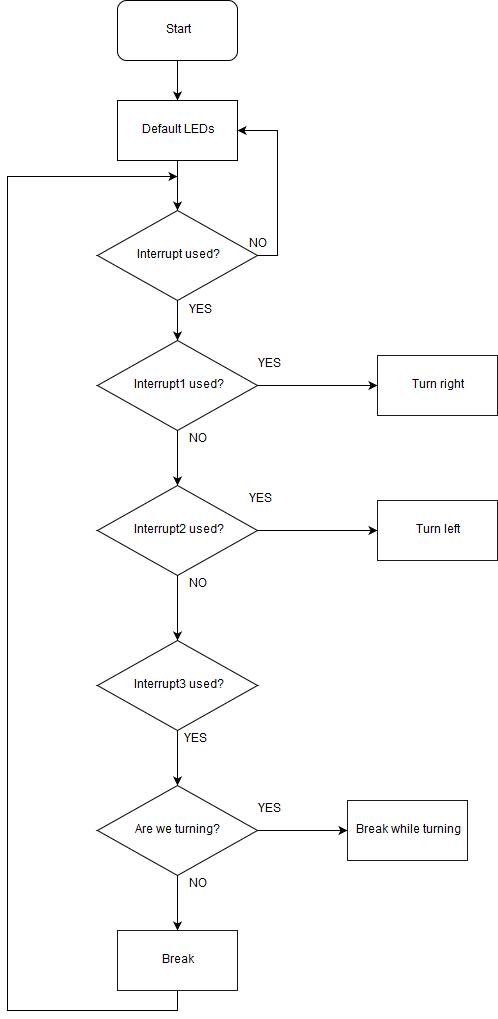 Start
Default LEDs
Interrupt used?
NO
YES
Interrupt1 used?
YES
Turn right
NO
Interrupt2 used?
YES
Turn left
NO
Interrupt3 used?
YES
Are we turning?
YES
Break while turning
NO
Break